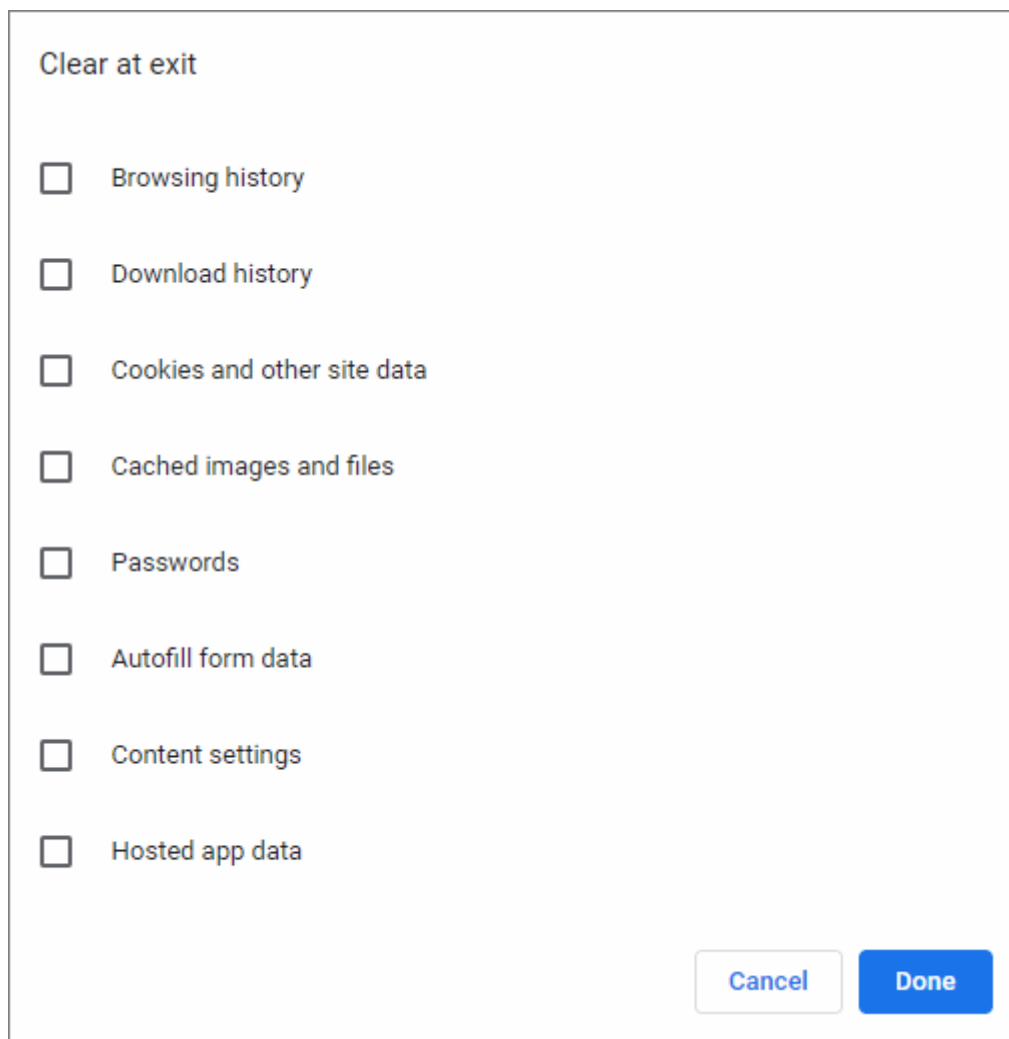 Clear at exit
Browsing history
Download history
Cookies and other site data
Cached images and files
Passwords
Autofill form data
Content settings
Hosted app data
Cancel Done